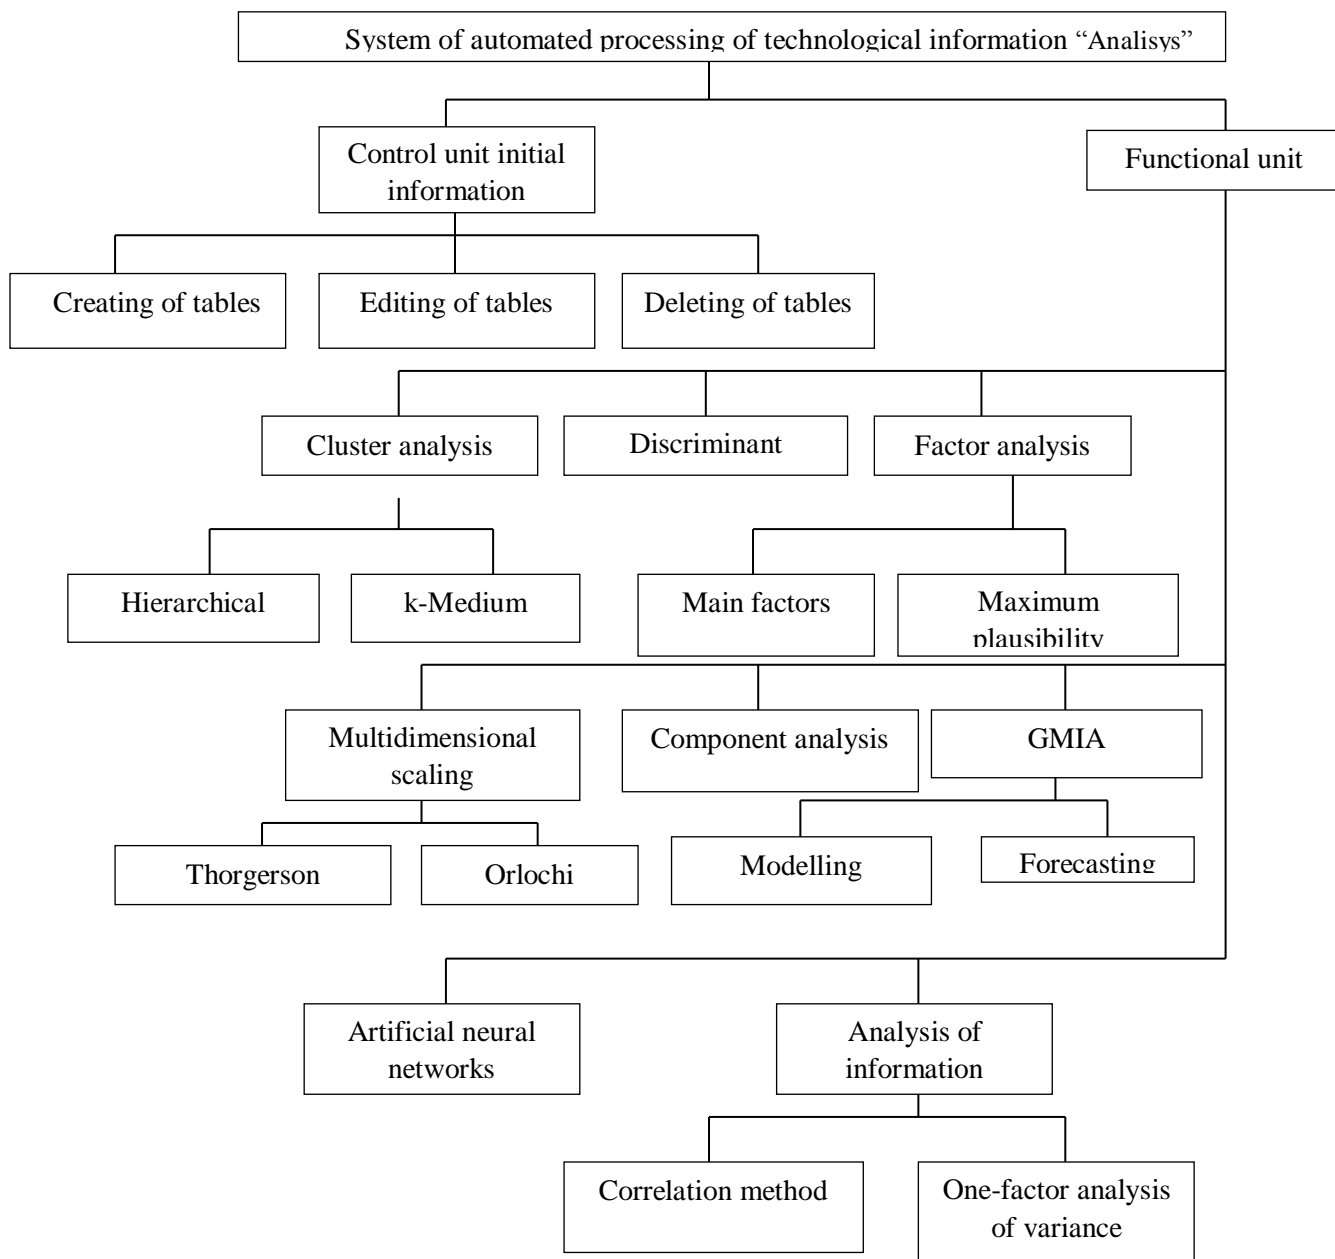 System of automated processing of technological information “Analisys”
Control unit initial
information
Functional unit
Creating of tables
Editing of tables
Deleting of tables
Cluster analysis
Discriminant
Factor analysis
Hierarchical
k-Medium
Main factors
Maximum
plausibility
Multidimensional
scaling
Component analysis
GMIA
Thorgerson
Orlochi
Modelling
Forecasting
Artificial neural
networks
Analysis of
information
Correlation method
One-factor analysis
of variance